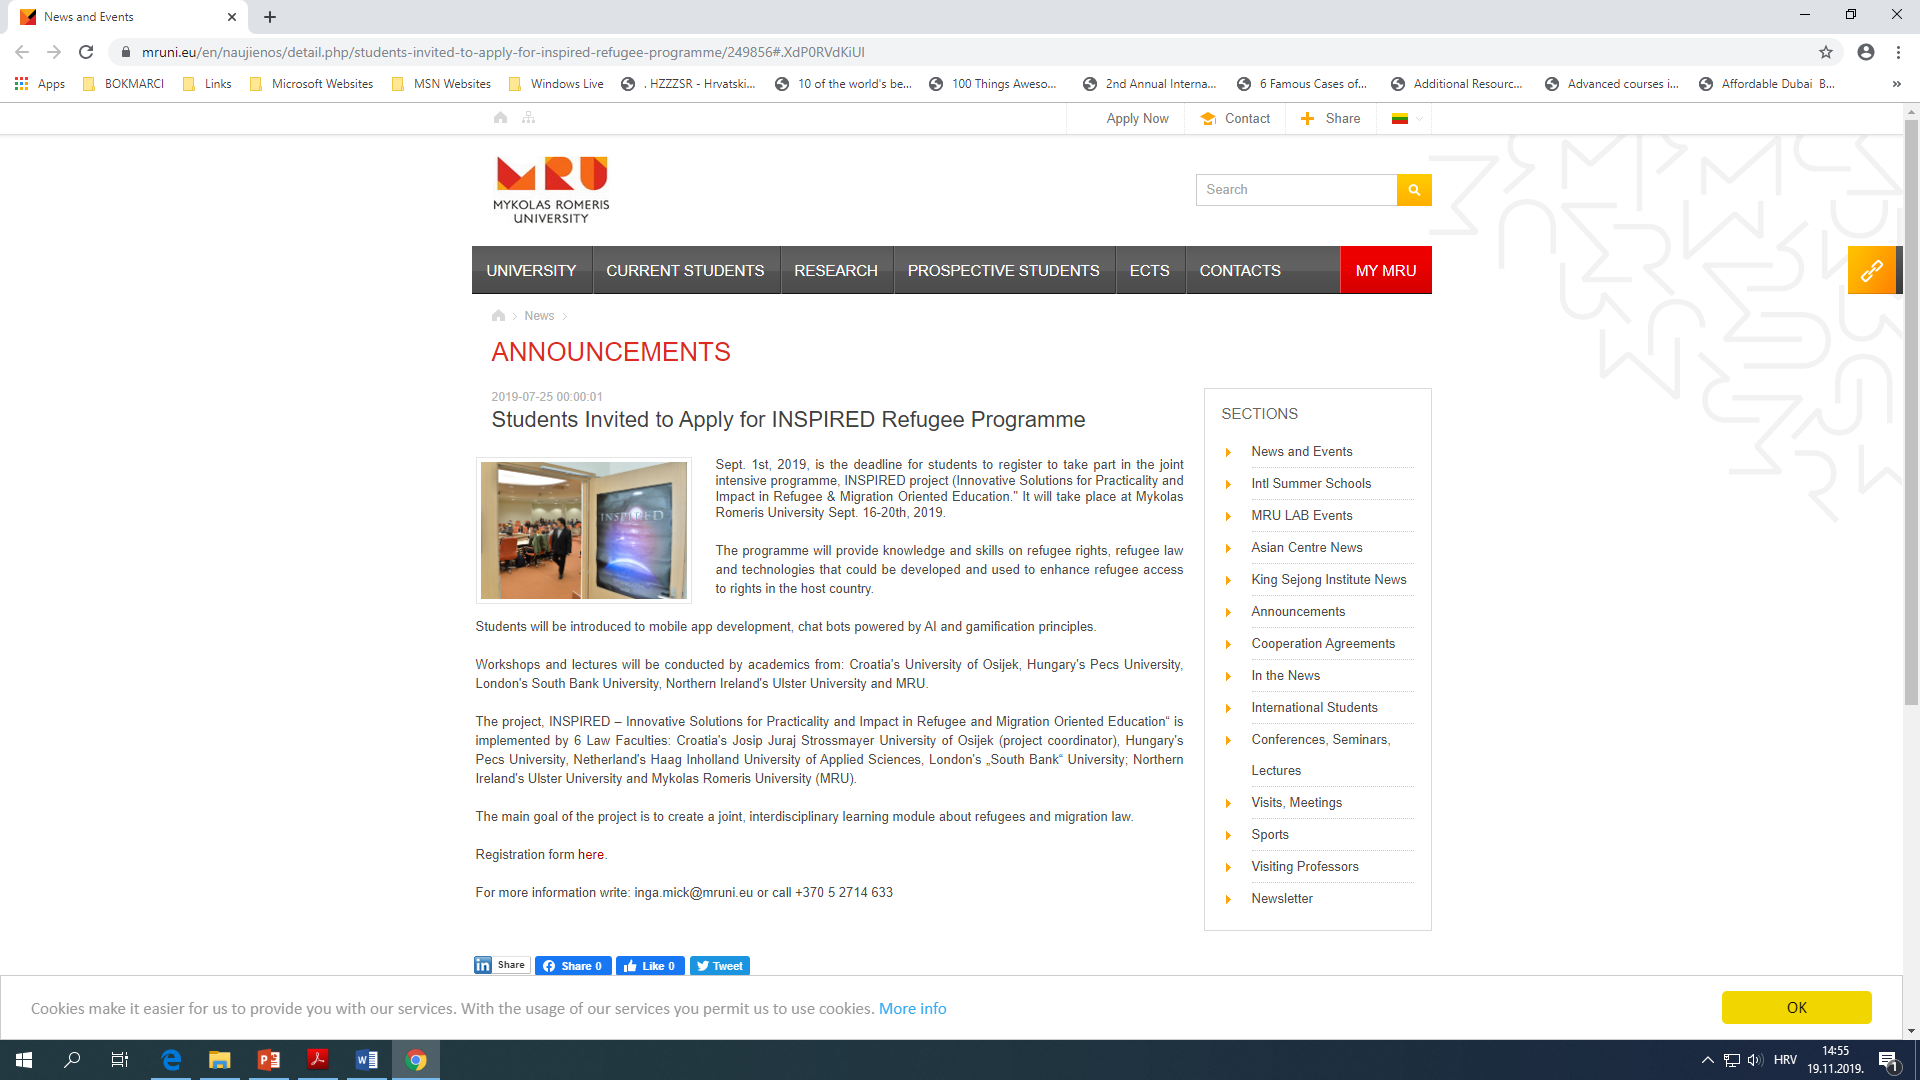 News and Events
mruni.eu/en/naujienos/detail.php/students-invited-to-apply-for-inspired-refugee-programme/249856#.XdP0RVdKiUl
Apps BOKMARCI Links Microsoft Websites MSN Websites Windows Live . HZZZSR - Hrvatski... 10 of the world's be... 100 Things Aweso... 2nd Annual Interna... 6 Famous Cases of... Additional Resourc... Advanced courses i... Affordable Dubai B... »
Apply Now Contact Share
MRU
MYKOLAS ROMERIS
UNIVERSITY
Search
UNIVERSITY CURRENT STUDENTS RESEARCH PROSPECTIVE STUDENTS ECTS CONTACTS MY MRU
News
ANNOUNCEMENTS
2019-07-25 00:00:01
Students Invited to Apply for INSPIRED Refugee Programme
INSPIRED
Sept. 1st, 2019, is the deadline for students to register to take part in the joint
intensive programme, INSPIRED project (Innovative Solutions for Practicality and
Impact in Refugee & Migration Oriented Education." It will take place at Mykolas
Romeris University Sept. 16-20th, 2019.
The programme will provide knowledge and skills on refugee rights, refugee law
and technologies that could be developed and used to enhance refugee access
to rights in the host country.
Students will be introduced to mobile app development, chat bots powered by AI and gamification principles.
Workshops and lectures will be conducted by academics from: Croatia's University of Osijek, Hungary's Pecs University,
London's South Bank University, Northern Ireland's Ulster University and MRU.
The project, INSPIRED – Innovative Solutions for Practicality and Impact in Refugee and Migration Oriented Education“ is
implemented by 6 Law Faculties: Croatia's Josip Juraj Strossmayer University of Osijek (project coordinator), Hungary's
Pecs University, Netherland's Haag Inholland University of Applied Sciences, London's „South Bank“ University; Northern
Ireland's Ulster University and Mykolas Romeris University (MRU).
The main goal of the project is to create a joint, interdisciplinary learning module about refugees and migration law.
Registration form here.
For more information write: inga.mick@mruni.eu or call +370 5 2714 633
in Share Share 0 Like 0 Tweet
SECTIONS
News and Events
Intl Summer Schools
MRU LAB Events
Asian Centre News
King Sejong Institute News
Announcements
Cooperation Agreements
In the News
International Students
Conferences, Seminars,
Lectures
Visits, Meetings
Sports
Visiting Professors
Newsletter
Cookies make it easier for us to provide you with our services. With the usage of our services you permit us to use cookies. More info
OK
HRV
14:55
19.11.2019.
1